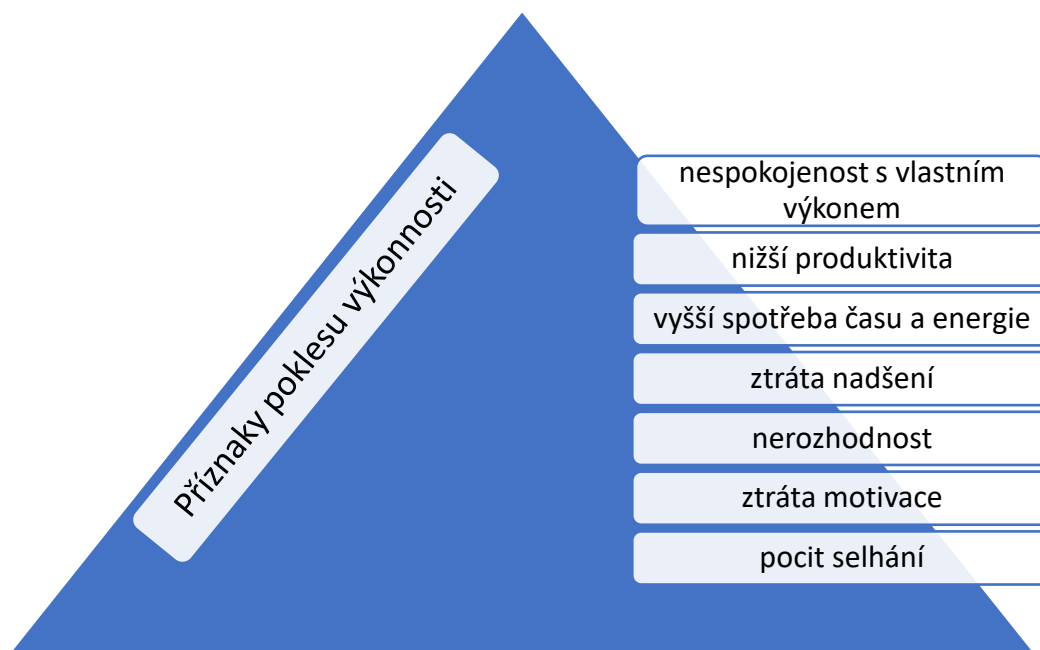 Příznaky poklesu výkonnosti
nespokojenost s vlastním
výkonem
nižší produktivita
vyšší spotřeba času a energie
ztráta nadšení
nerozhodnost
ztráta motivace
pocit selhání